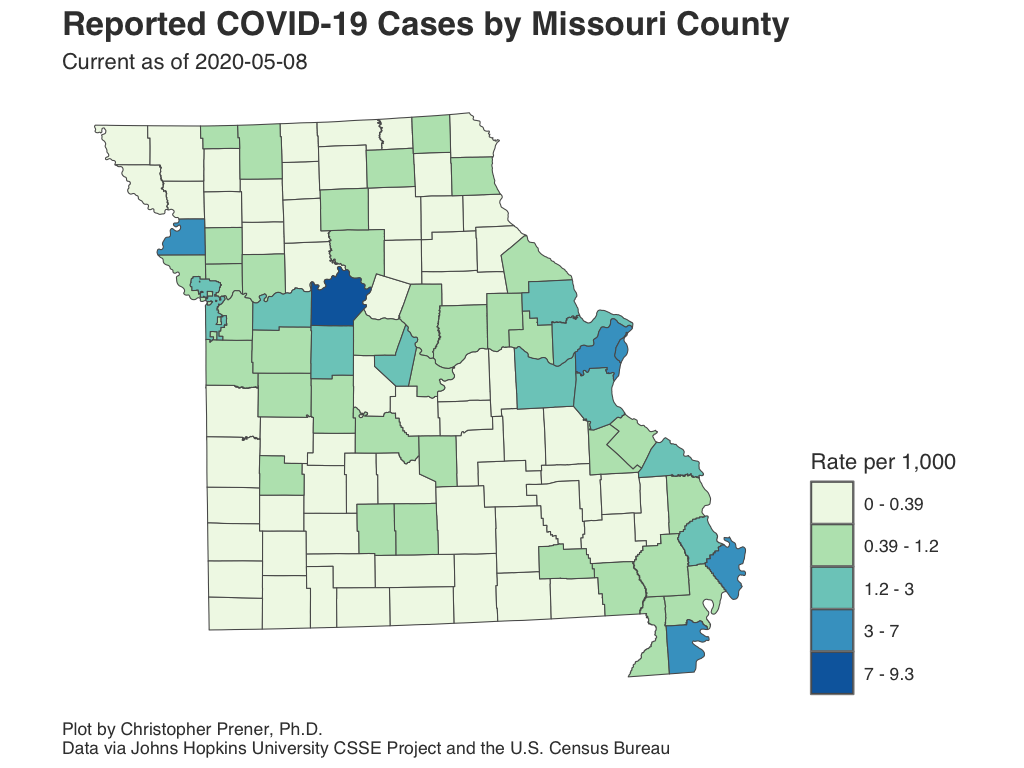 Reported COVID-19 Cases by Missouri County
Current as of 2020-05-08
Rate per 1,000
0 - 0.39
0.39 - 1.2
1.2 - 3
3 - 7
7 - 9.3
Plot by Christopher Prener, Ph.D.
Data via Johns Hopkins University CSSE Project and the U.S. Census Bureau